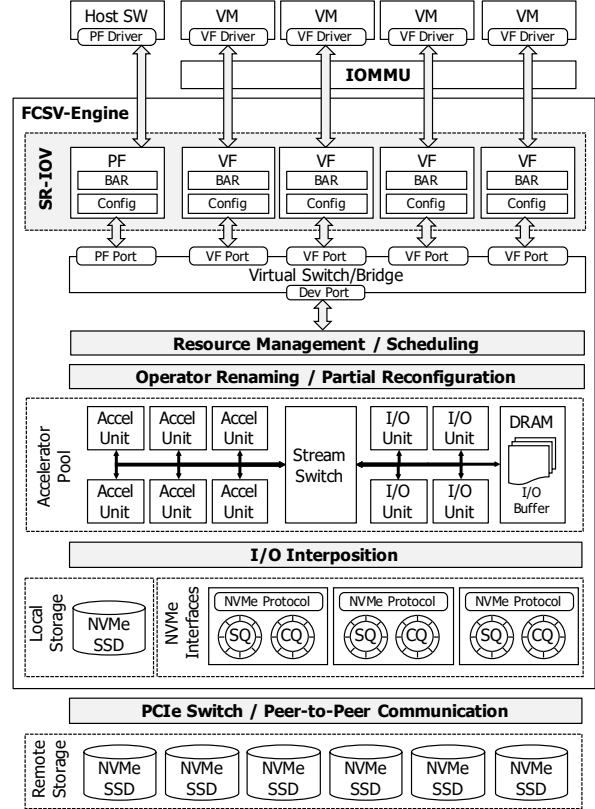 Host SW
PF Driver
VM
VF Driver
VM
VF Driver
VM
VF Driver
VM
VF Driver
IOMMU
FCSV-Engine
SR-IOV
PF
BAR
Config
VF
BAR
Config
VF
BAR
Config
VF
BAR
Config
VF
BAR
Config
PF Port
VF Port
VF Port
VF Port
VF Port
Virtual Switch/Bridge
Dev Port
Resource Management / Scheduling
Operator Renaming / Partial Reconfiguration
Accelerator
Pool
Accel
Unit
Accel
Unit
Accel
Unit
Accel
Unit
Accel
Unit
Accel
Unit
Stream
Switch
I/O
Unit
I/O
Unit
I/O
Unit
I/O
Unit
DRAM
I/O
Buffer
I/O Interposition
Local
Storage
NVMe
SSD
NVMe
Interfaces
NVMe Protocol
SQ
CQ
NVMe Protocol
SQ
CQ
NVMe Protocol
SQ
CQ
PCIe Switch / Peer-to-Peer Communication
Remote
Storage
NVMe
SSD
NVMe
SSD
NVMe
SSD
NVMe
SSD
NVMe
SSD
NVMe
SSD